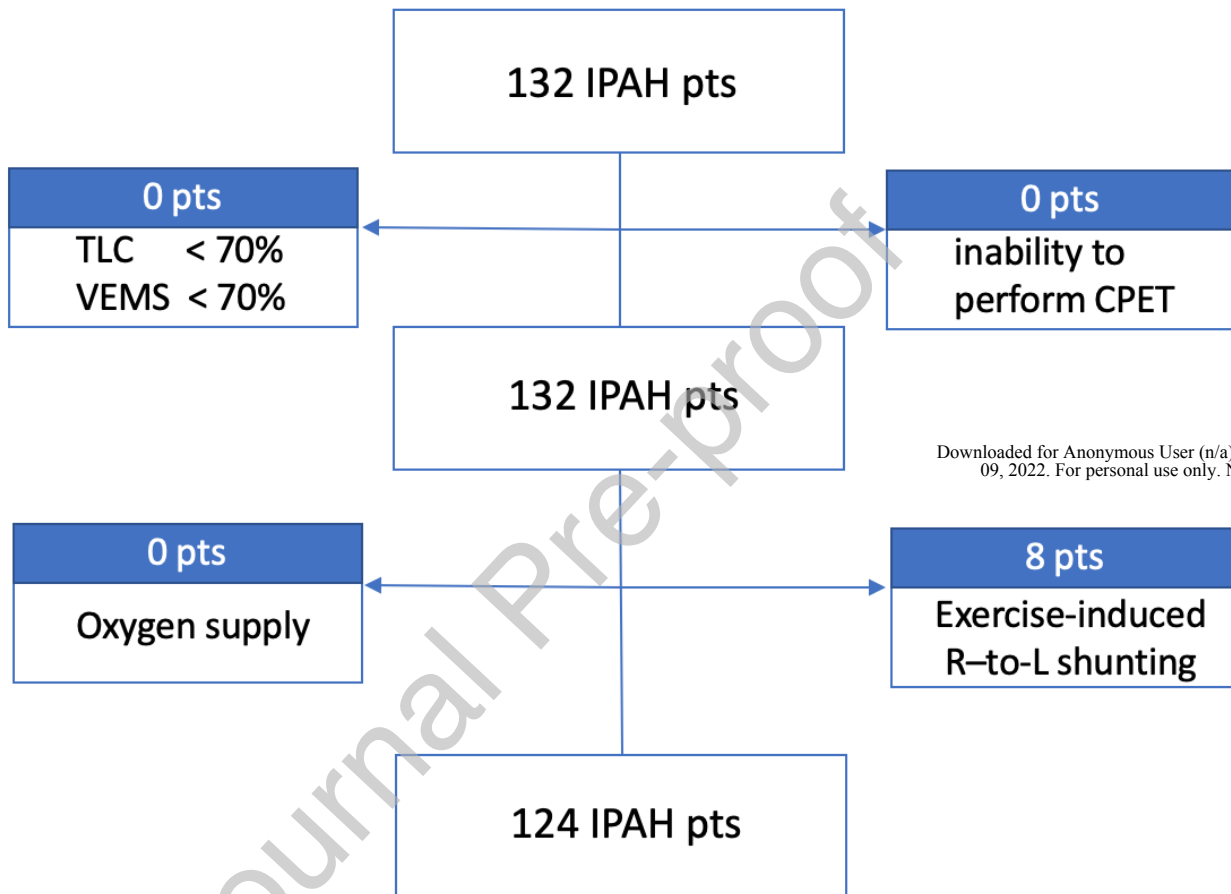 132 IPAH pts
0 pts
TLC < 70%
VEMS < 70%
0 pts
inability to
perform CPET
132 IPAH pts
Downloaded for Anonymous User (n/a)
09, 2022. For personal use only. N
0 pts
Oxygen supply
8 pts
Exercise-induced
R–to-L shunting
124 IPAH pts
ournal Pre-proof